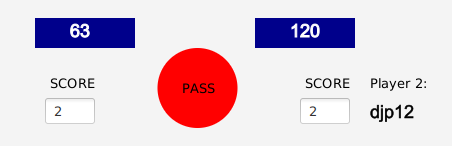 63
120
SCORE
PASS
SCORE
Player 2:
2
2
djp12